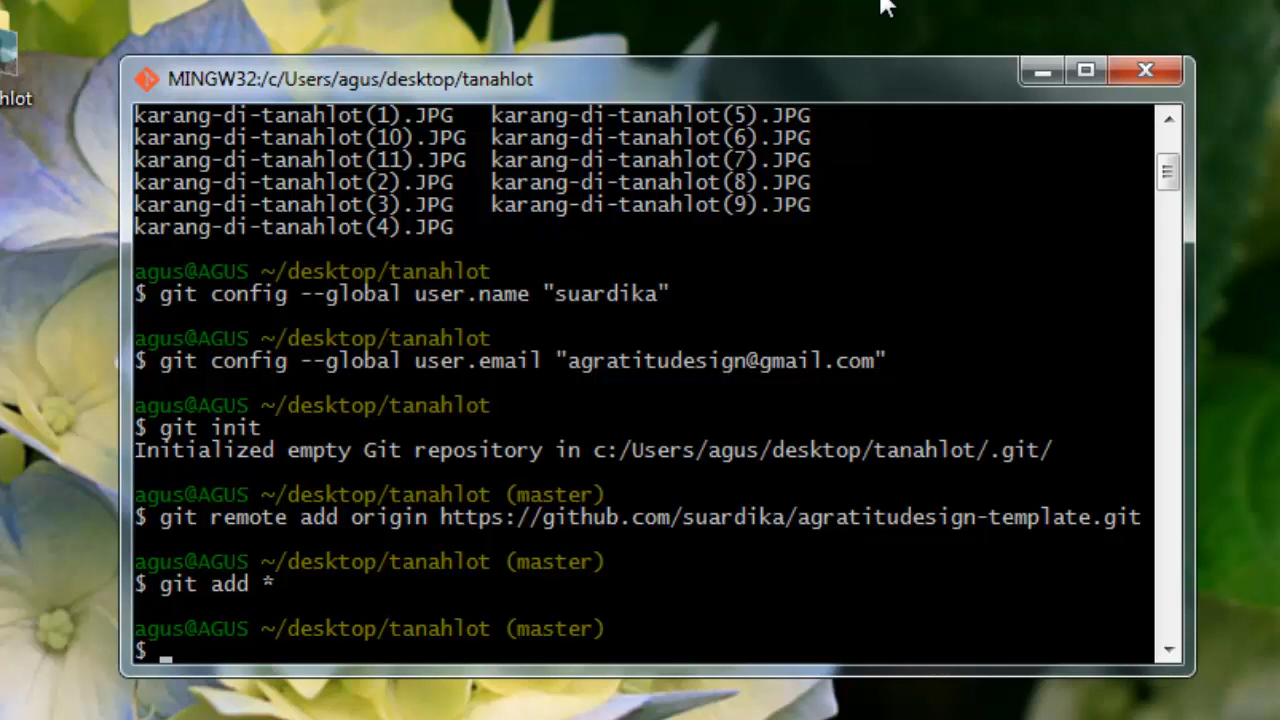 hlot
MINGW32:/c/Users/agus/desktop/tanahlot
karang-di-tanahlot(1).JPG karang-di-tanahlot(5).JPG
karang-di-tanahlot(10).JPG karang-di-tanahlot(6).JPG
karang-di-tanahlot(11).JPG karang-di-tanahlot(7).JPG
karang-di-tanahlot(2).JPG karang-di-tanahlot(8).JPG
karang-di-tanahlot(3).JPG karang-di-tanahlot(9).JPG
karang-di-tanahlot(4).JPG
agus@AGUS ~/desktop/tanahlot
$ git config --global user.name "suardika"
agus@AGUS ~/desktop/tanahlot
$ git config --global user.email "agratitudesign@gmail.com"
agus@AGUS ~/desktop/tanahlot
$ git init
Initialized empty Git repository in c:/Users/agus/desktop/tanahlot/.git/
agus@AGUS ~/desktop/tanahlot (master)
$ git remote add origin https://github.com/suardika/agratitudesign-template.git
agus@AGUS ~/desktop/tanahlot (master)
$ git add *
agus@AGUS ~/desktop/tanahlot (master)
$